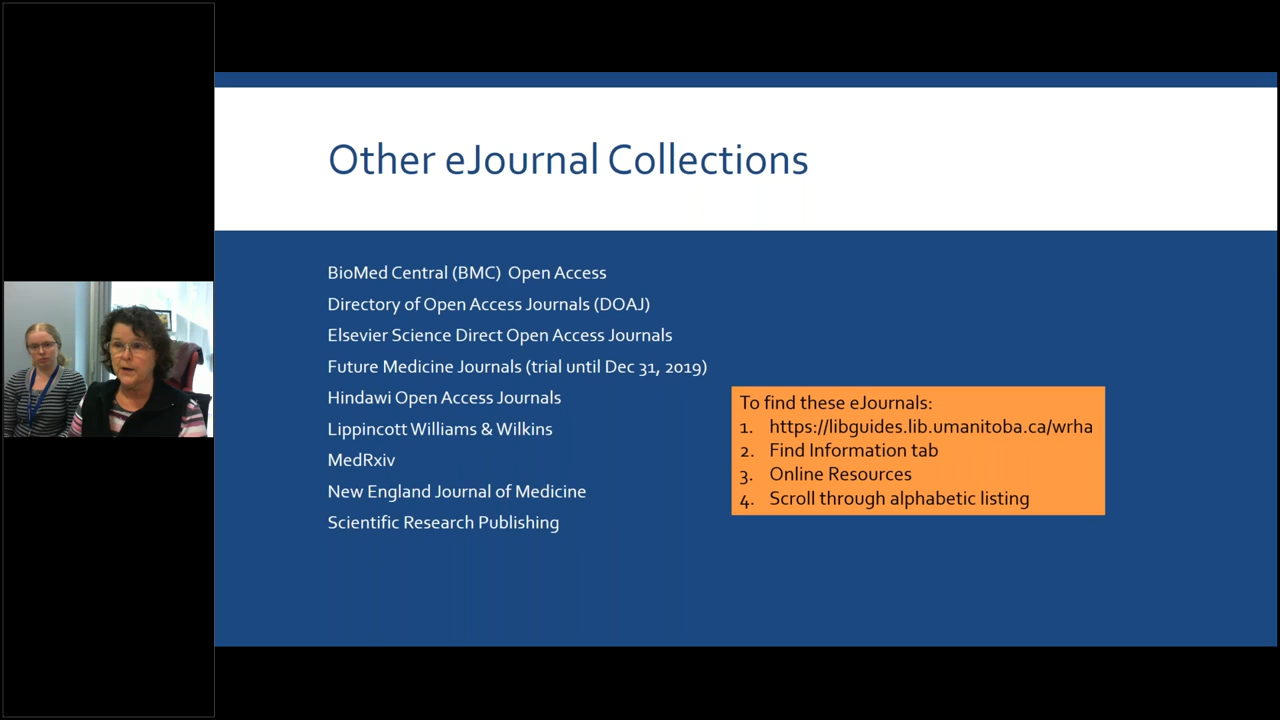 Other eJournal Collections
BioMed Central (BMC) Open Access
Directory of Open Access Journals (DOAJ)
Elsevier Science Direct Open Access Journals
Future Medicine Journals (trial until Dec 31, 2019)
Hindawi Open Access Journals
Lippincott Williams & Wilkins
MedRxiv
New England Journal of Medicine
Scientific Research Publishing
To find these eJournals:
1. https://libguides.lib.umanitoba.ca/wrha
2. Find Information tab
3. Online Resources
4. Scroll through alphabetic listing